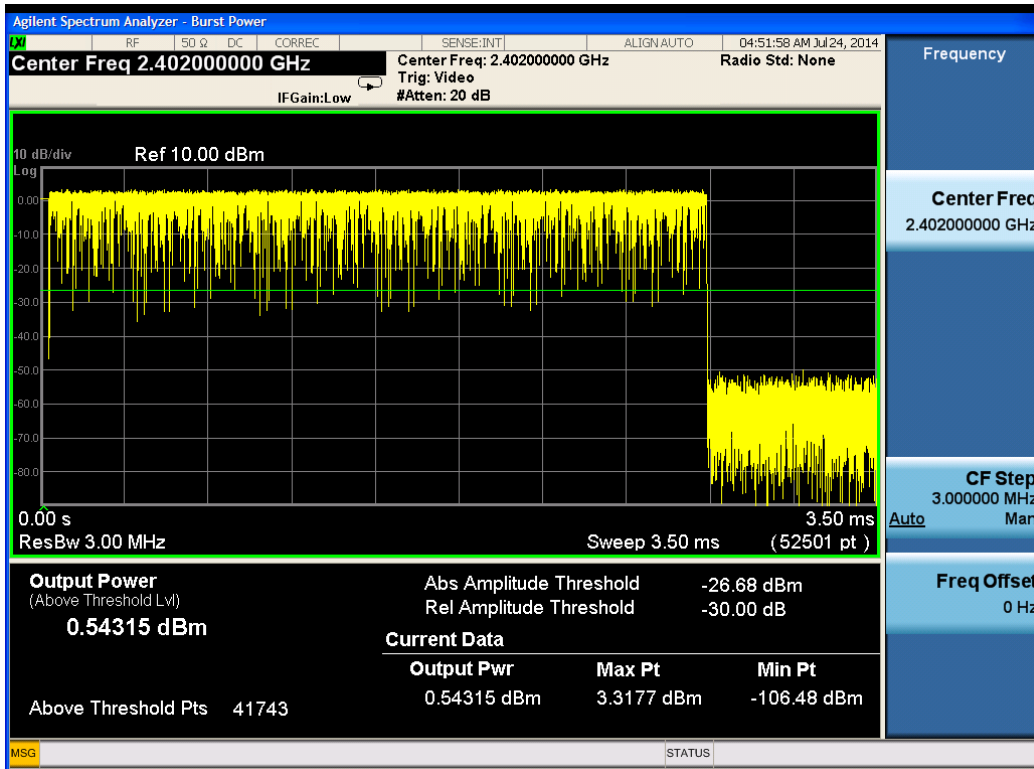 Agilent Spectrum Analyzer - Burst Power
LXI RF 50 Ω DC CORREC SENSE:INT ALIGN AUTO 04:51:58 AM Jul 24, 2014
Center Freq 2.402000000 GHz
Center Freq: 2.402000000 GHz
Radio Std: None
Trig: Video
IFGain:Low
#Atten: 20 dB
Frequency
10 dB/div
Ref 10.00 dBm
Log
0.00
-10.0
-20.0
-30.0
-40.0
-50.0
-60.0
-70.0
-80.0
0.00 s
3.50 ms
ResBw 3.00 MHz
Sweep 3.50 ms (52501 pt )
Center Freq
2.402000000 GHz
CF Step
3.000000 MHz
Auto Man
Freq Offset
0 Hz
Output Power
(Above Threshold Lvl)
0.54315 dBm
Above Threshold Pts 41743
Abs Amplitude Threshold -26.68 dBm
Rel Amplitude Threshold -30.00 dB
Current Data
Output Pwr Max Pt Min Pt
0.54315 dBm 3.3177 dBm -106.48 dBm
MSG
STATUS